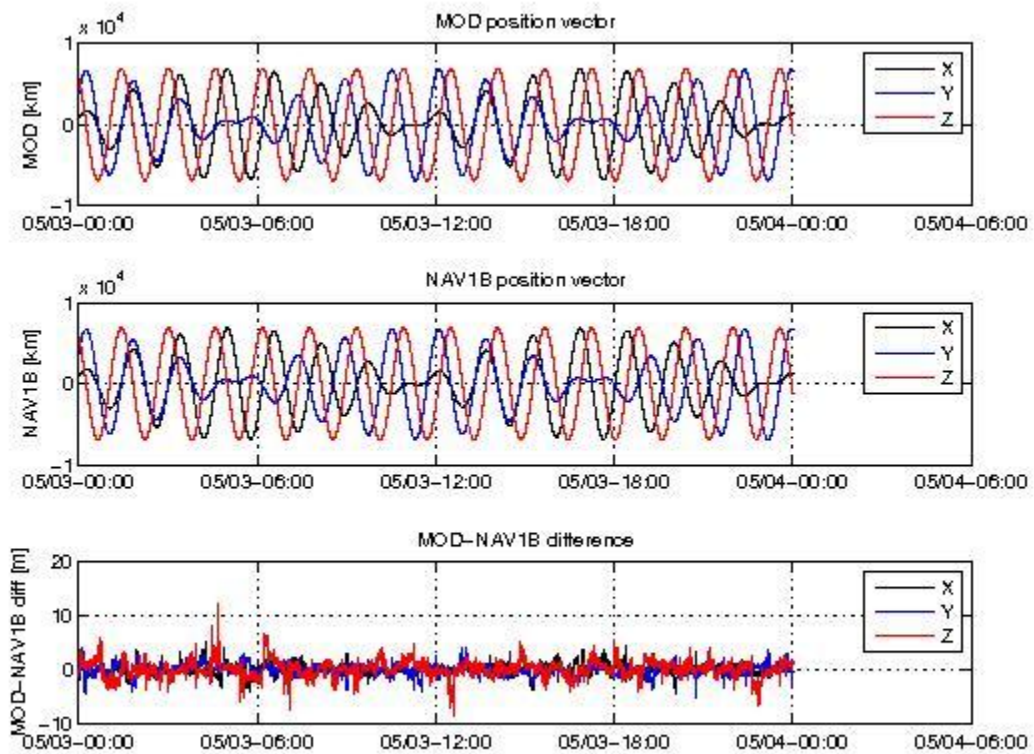 MOD position vector
x 10^4
1
0
−1
MOD [km]
X
Y
Z
05/03−00:00 05/03−06:00 05/03−12:00 05/03−18:00 05/04−00:00 05/04−06:00
NAV1B position vector
x 10^4
1
0
−1
NAV1B [km]
X
Y
Z
05/03−00:00 05/03−06:00 05/03−12:00 05/03−18:00 05/04−00:00 05/04−06:00
MOD−NAV1B difference
20
10
0
−10
MOD−NAV1B diff [m]
X
Y
Z
05/03−00:00 05/03−06:00 05/03−12:00 05/03−18:00 05/04−00:00 05/04−06:00